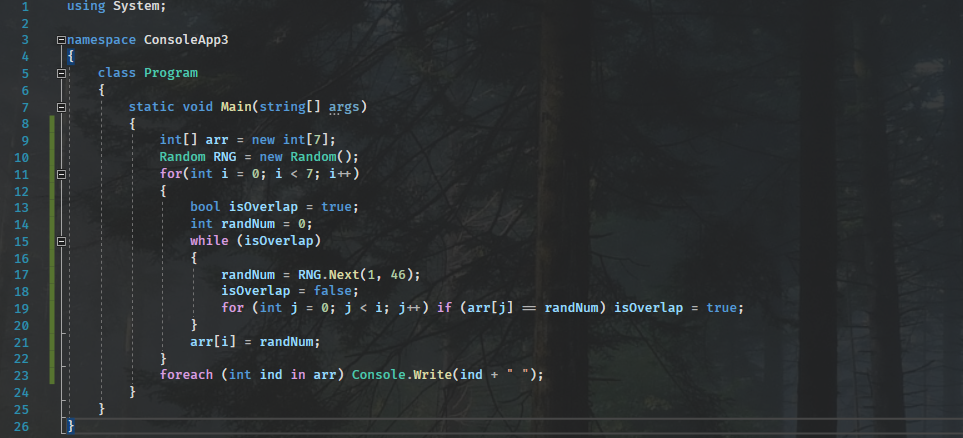 1 using System;
2
3 namespace ConsoleApp3
4 {
5 class Program
6 {
7 static void Main(string[] args)
8 {
9 int[] arr = new int[7];
10 Random RNG = new Random();
11 for(int i = 0; i < 7; i++)
12 {
13 bool isOverlap = true;
14 int randNum = 0;
15 while (isOverlap)
16 {
17 randNum = RNG.Next(1, 46);
18 isOverlap = false;
19 for (int j = 0; j < i; j++) if (arr[j] == randNum) isOverlap = true;
20 }
21 arr[i] = randNum;
22 }
23 foreach (int ind in arr) Console.Write(ind + " ");
24 }
25 }
26 }